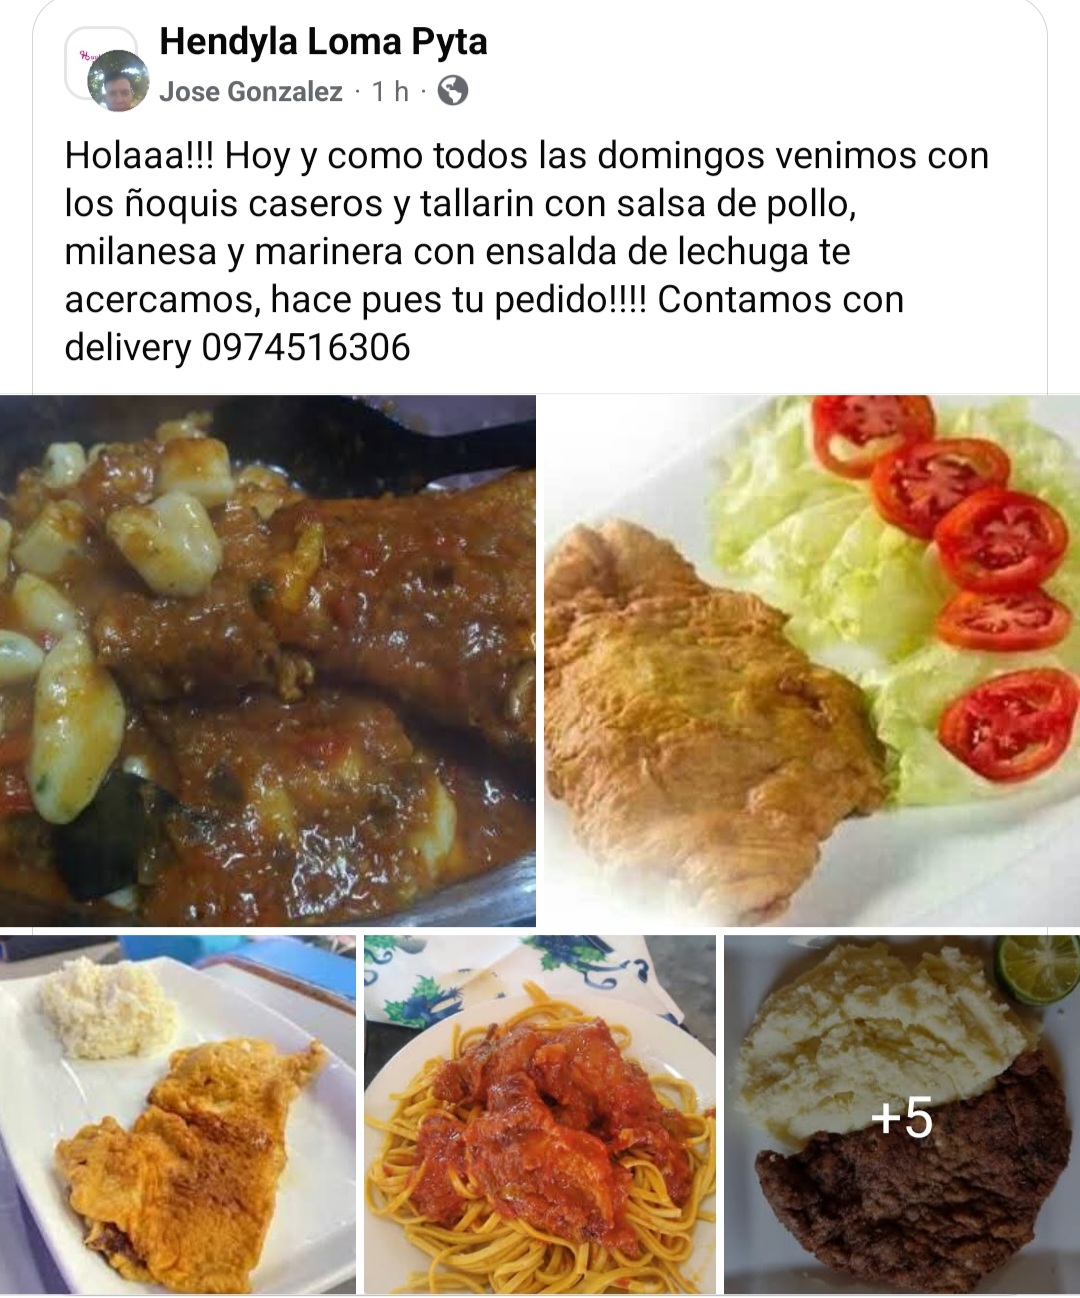 Hendyla Loma Pyta
Jose Gonzalez · 1 h ·
Holaaa!!! Hoy y como todos las domingos venimos con
los ñoquis caseros y tallarin con salsa de pollo,
milanesa y marinera con ensalda de lechuga te
acercamos, hace pues tu pedido!!!! Contamos con
delivery 0974516306
+5